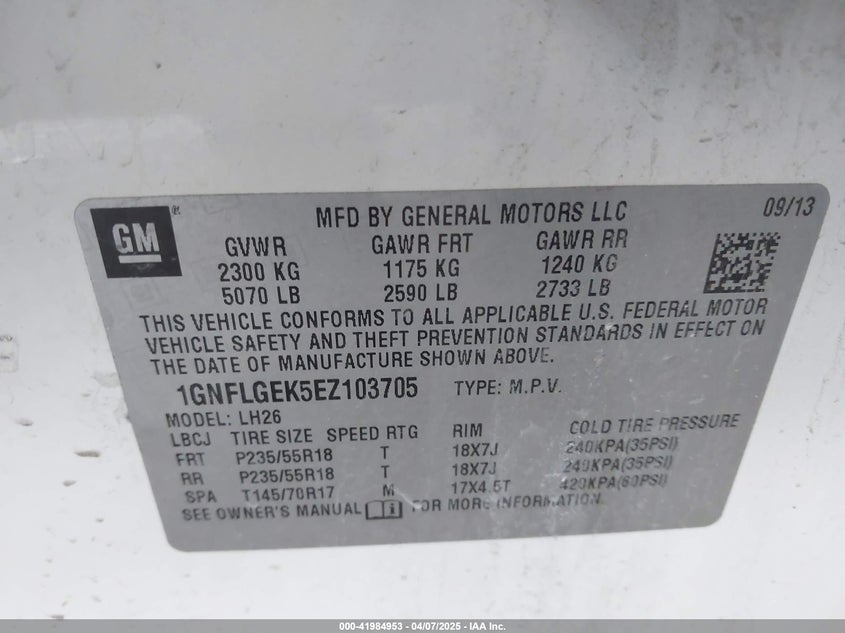 GM®
MFD BY GENERAL MOTORS LLC 09/13
GVWR GAWR FRT GAWR RR
2300 KG 1175 KG 1240 KG
5070 LB 2590 LB 2733 LB
THIS VEHICLE CONFORMS TO ALL APPLICABLE U.S. FEDERAL MOTOR
VEHICLE SAFETY AND THEFT PREVENTION STANDARDS IN EFFECT ON
THE DATE OF MANUFACTURE SHOWN ABOVE.
1GNFLGEK5EZ103705 TYPE: M.P.V.
MODEL: LH26
LBCJ TIRE SIZE SPEED RTG RIM COLD TIRE PRESSURE
FRT P235/55R18 T 18X7J 240KPA(35PSI)
RR P235/55R18 T 18X7J 240KPA(35PSI)
SPA T145/70R17 M 17X4.5T 420KPA(60PSI)
SEE OWNER'S MANUAL FOR MORE INFORMATION.
000-41984953 - 04/07/2025 - IAA Inc.